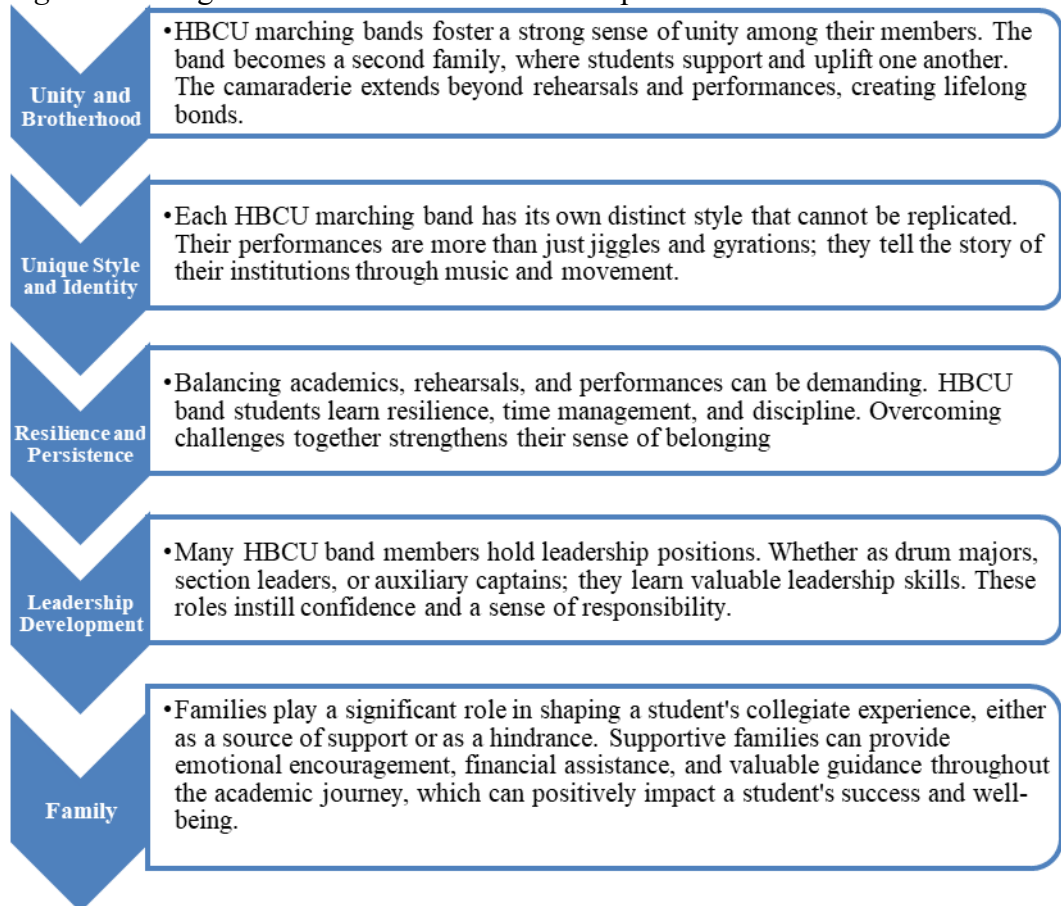 Unity and
Brotherhood
•HBCU marching bands foster a strong sense of unity among their members. The
band becomes a second family, where students support and uplift one another.
The camaraderie extends beyond rehearsals and performances, creating lifelong
bonds.
Unique Style
and Identity
•Each HBCU marching band has its own distinct style that cannot be replicated.
Their performances are more than just jiggles and gyrations; they tell the story of
their institutions through music and movement.
Resilience and
Persistence
•Balancing academics, rehearsals, and performances can be demanding. HBCU
band students learn resilience, time management, and discipline. Overcoming
challenges together strengthens their sense of belonging
Leadership
Development
•Many HBCU band members hold leadership positions. Whether as drum majors,
section leaders, or auxiliary captains; they learn valuable leadership skills. These
roles instill confidence and a sense of responsibility.
Family
•Families play a significant role in shaping a student's collegiate experience, either
as a source of support or as a hindrance. Supportive families can provide
emotional encouragement, financial assistance, and valuable guidance throughout
the academic journey, which can positively impact a student's success and well-
being.